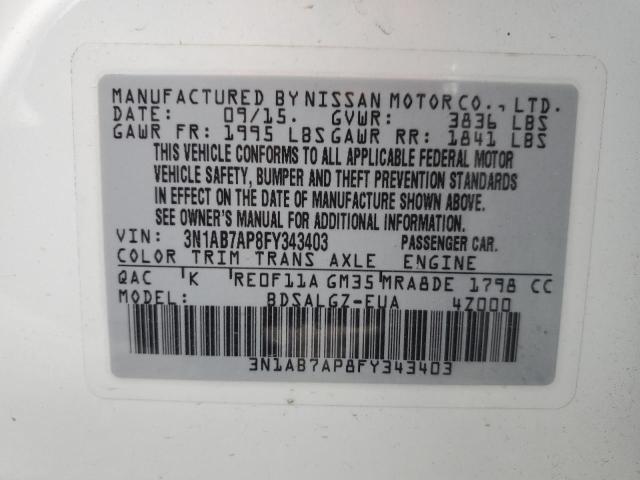 MANUFACTURED BY NISSAN MOTOR CO., LTD.
DATE: 09/15. GVWR: 3836 LBS
GAWR FR: 1995 LBS GAWR RR: 1841 LBS
THIS VEHICLE CONFORMS TO ALL APPLICABLE FEDERAL MOTOR
VEHICLE SAFETY, BUMPER AND THEFT PREVENTION STANDARDS
IN EFFECT ON THE DATE OF MANUFACTURE SHOWN ABOVE.
SEE OWNER'S MANUAL FOR ADDITIONAL INFORMATION.
VIN: 3N1AB7AP8FY343403 PASSENGER CAR.
COLOR TRIM TRANS AXLE ENGINE
QAC K RE0F11A GM35 MRA8DE 1798 CC
MODEL: BDSALGZ-EUA 4Z000
3N1AB7AP8FY343403